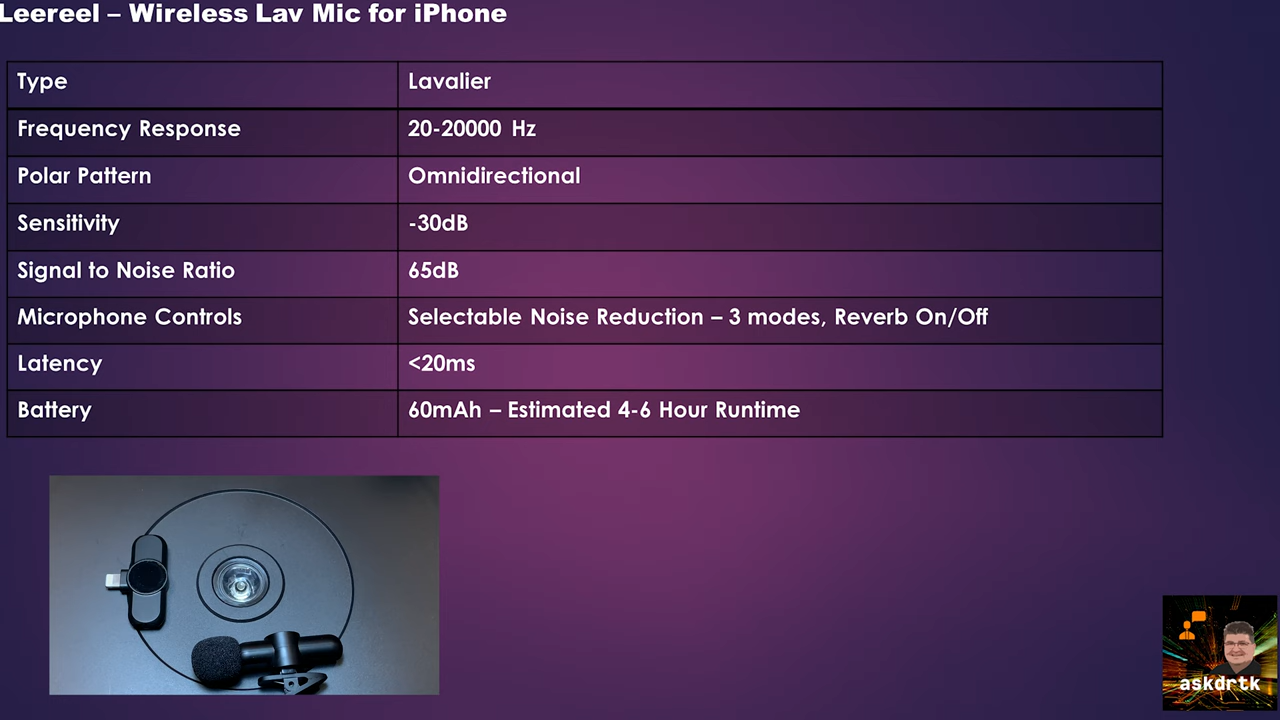 Leereel – Wireless Lav Mic for iPhone
Type Lavalier
Frequency Response 20-20000 Hz
Polar Pattern Omnidirectional
Sensitivity -30dB
Signal to Noise Ratio 65dB
Microphone Controls Selectable Noise Reduction – 3 modes, Reverb On/Off
Latency <20ms
Battery 60mAh – Estimated 4-6 Hour Runtime
askdrtk